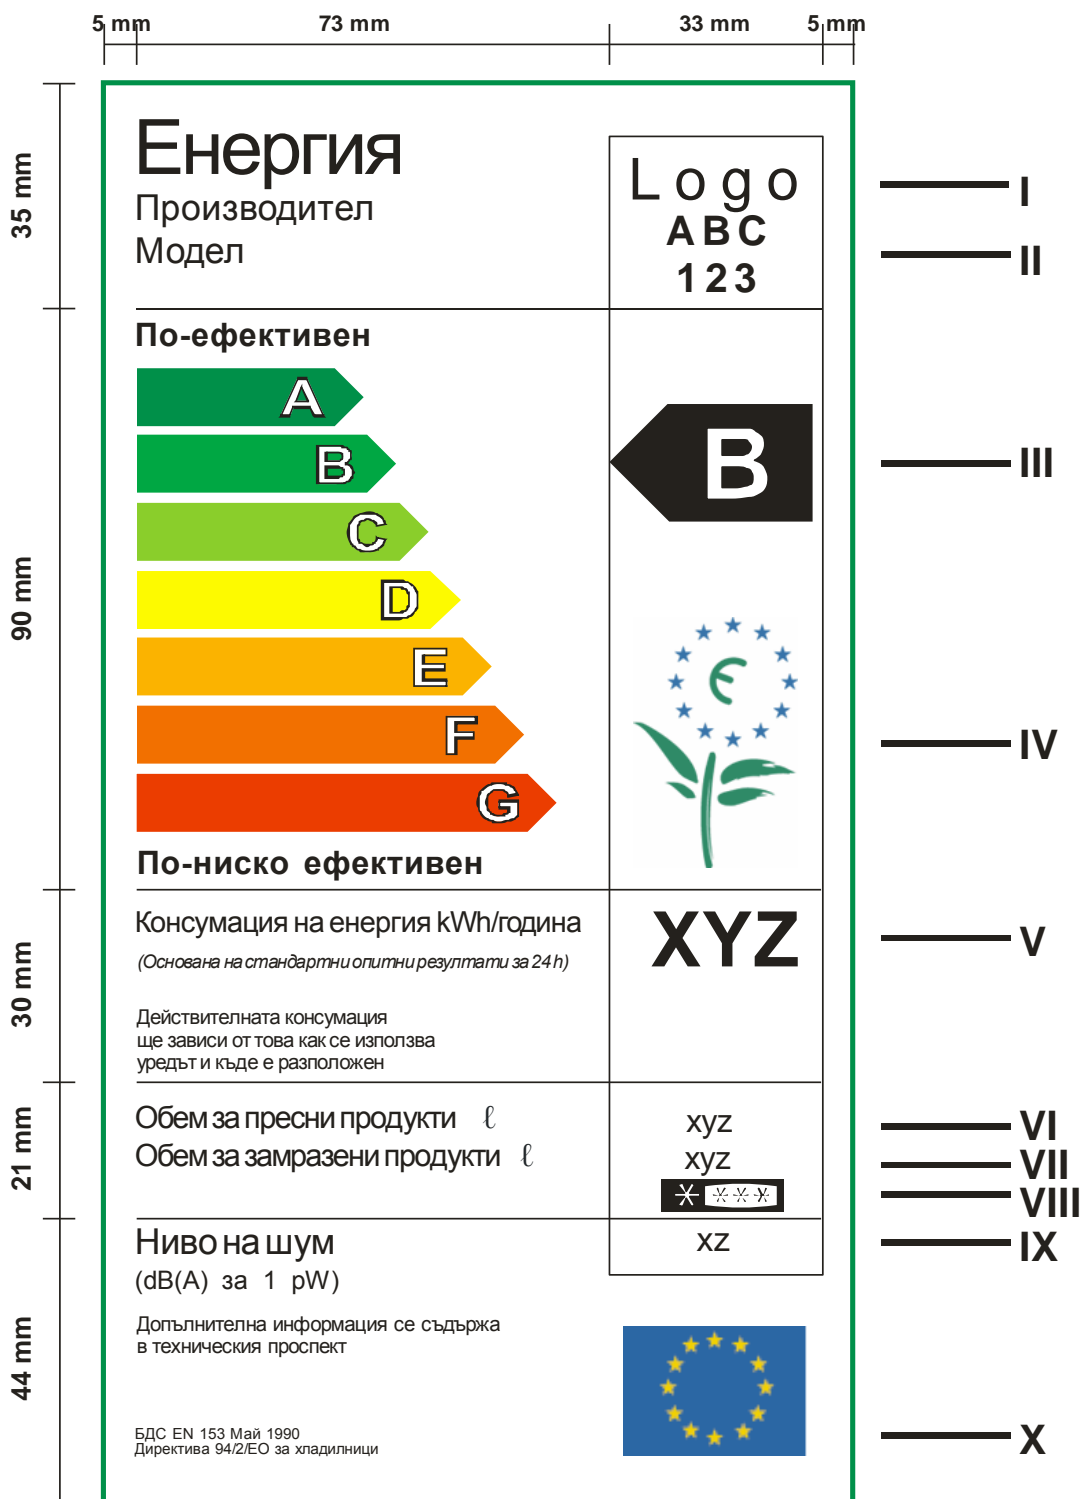 5 mm 73 mm 33 mm 5 mm
35 mm
90 mm
30 mm
21 mm
44 mm
Енергия
Производител
Модел
Logo
ABC
123
I
II
По-ефективен
A
B
C
D
E
F
G
B
III
IV
По-ниско ефективен
Консумация на енергия kWh/година
XYZ
V
(Основана на стандартни опитни резултати за 24 h)
Действителната консумация
ще зависи от това как се използва
уредът и къде е разположен
Обем за пресни продукти ℓ xyz
VI
Обем за замразени продукти ℓ xyz
VII
VIII
Ниво на шум xz
IX
(dB(A) за 1 pW)
Допълнителна информация се съдържа
в техническия проспект
БДС EN 153 Май 1990
Директива 94/2/ЕО за хладилници
X